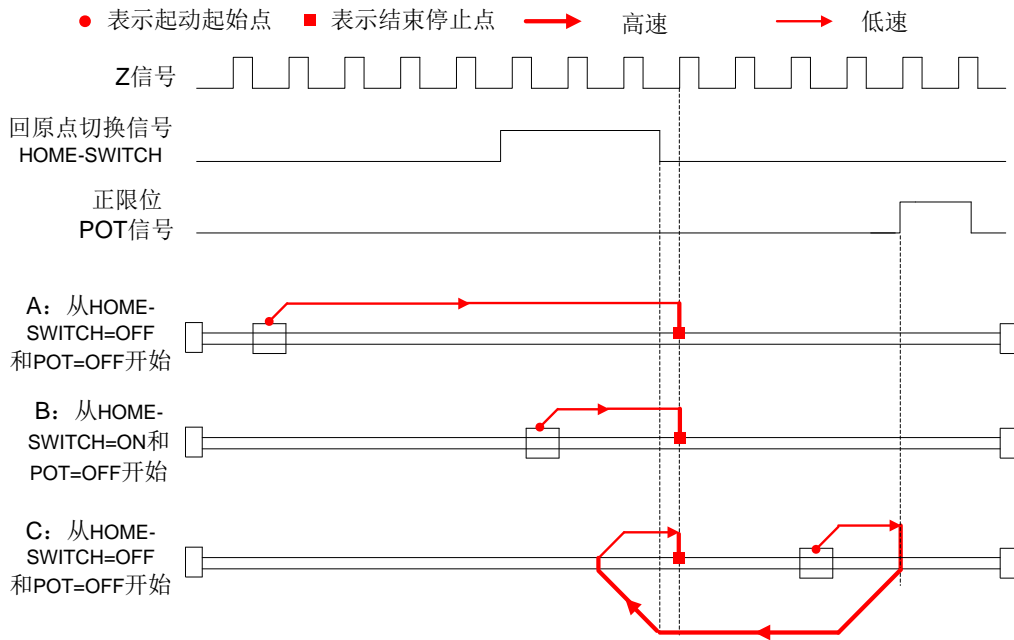 表示起动起始点 表示结束停止点 高速 低速
Z信号
回原点切换信号
HOME-SWITCH
正限位
POT信号
A：从HOME-
SWITCH=OFF
和POT=OFF开始
B：从HOME-
SWITCH=ON和
POT=OFF开始
C：从HOME-
SWITCH=OFF
和POT=OFF开始